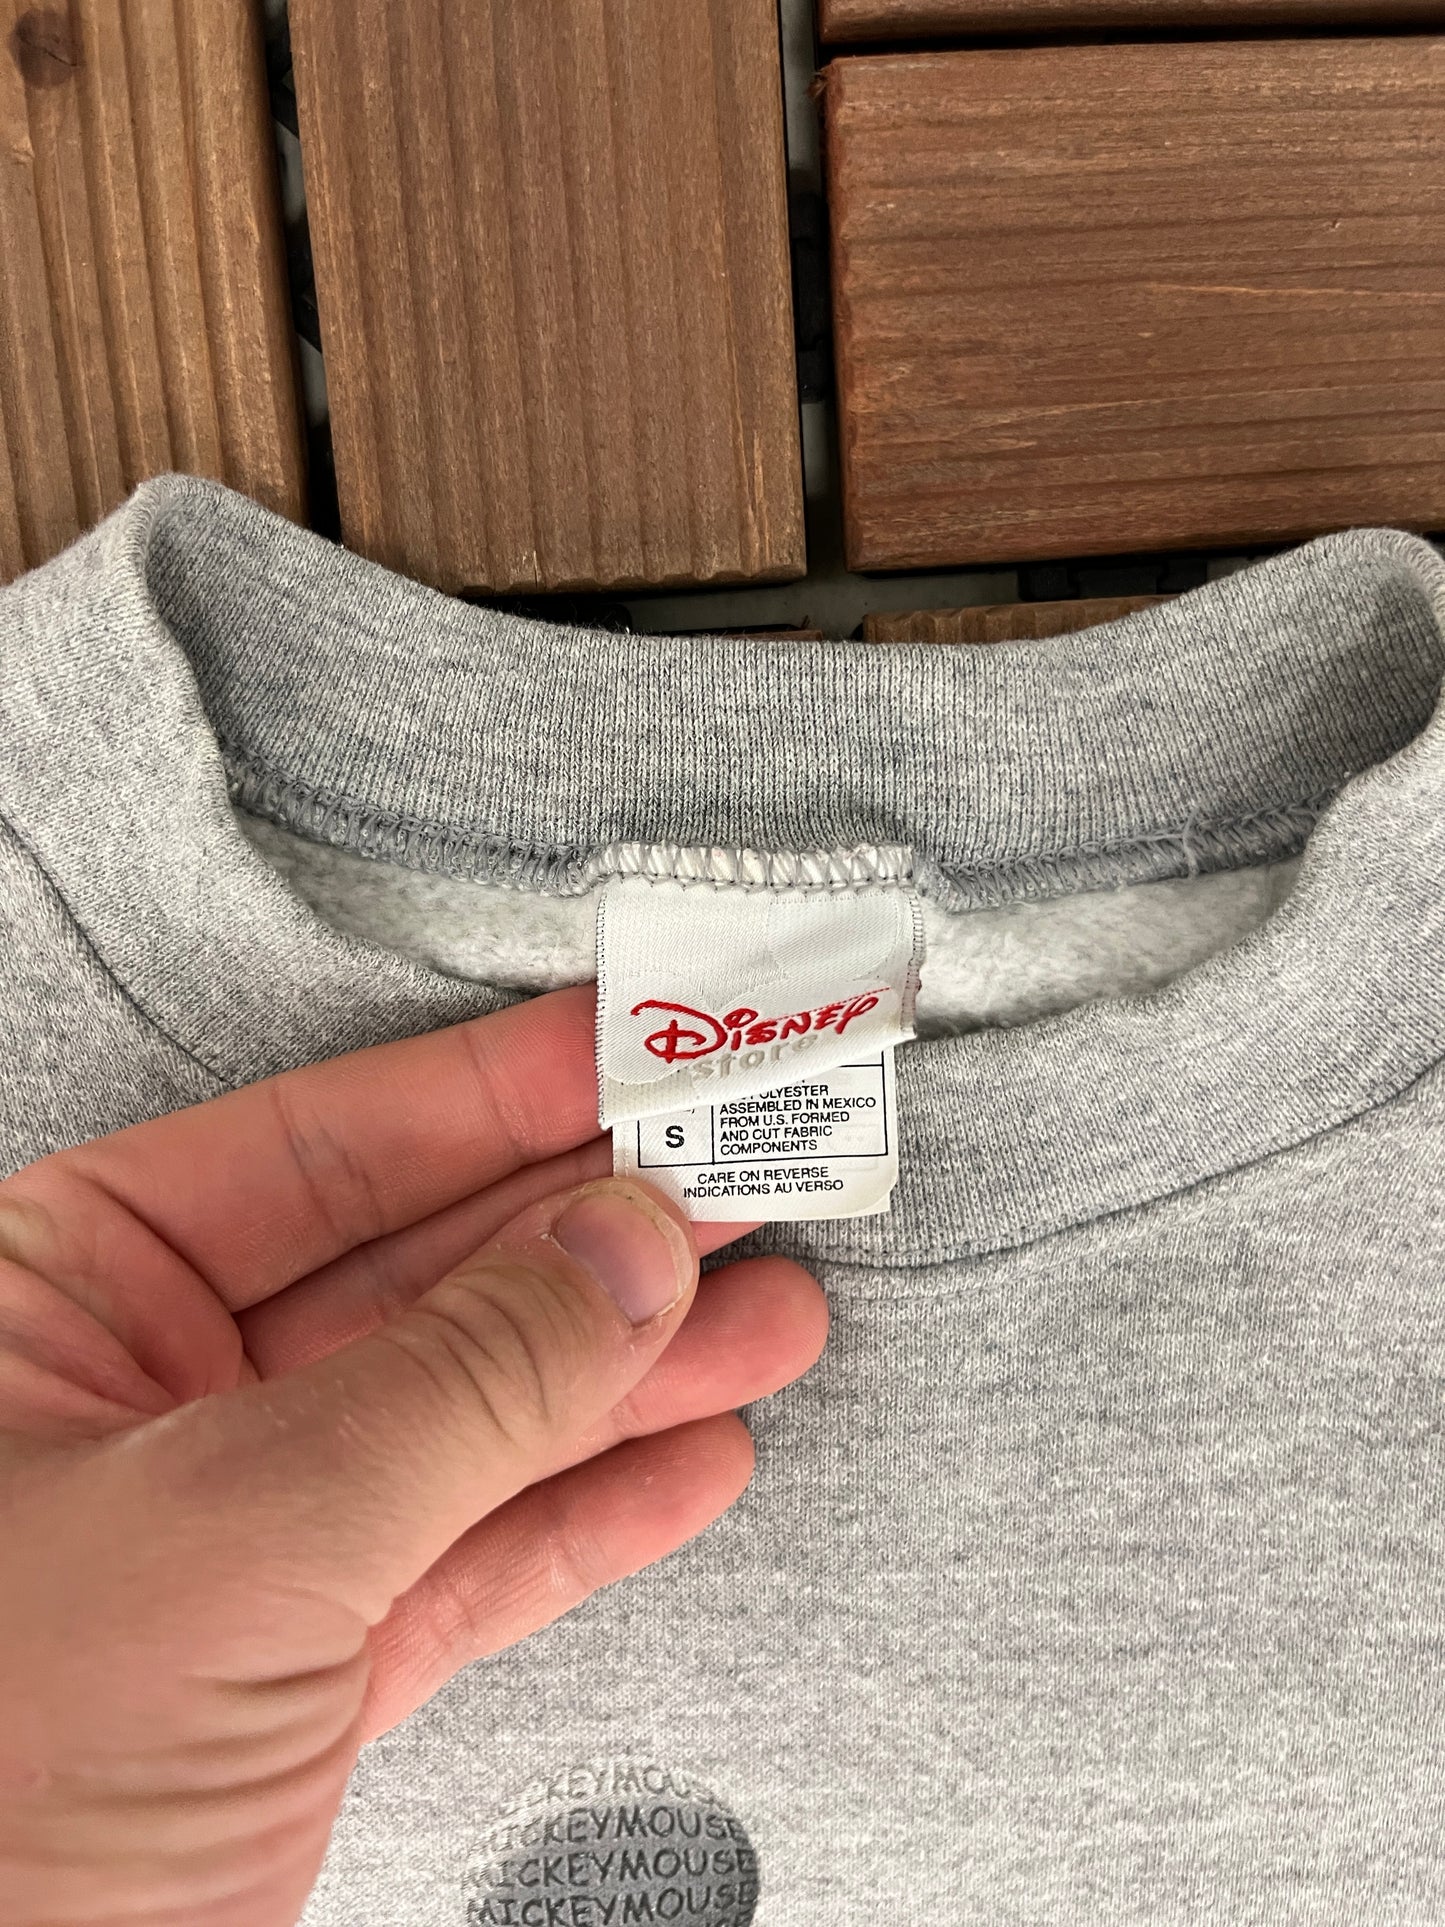 Disney
store
POLYESTER
ASSEMBLED IN MEXICO
FROM U.S. FORMED
AND CUT FABRIC
COMPONENTS
S
CARE ON REVERSE
INDICATIONS AU VERSO
MICKEYMOUSE
MICKEYMOUSE
MICKEYMOUSE
MICKEYMOUSE